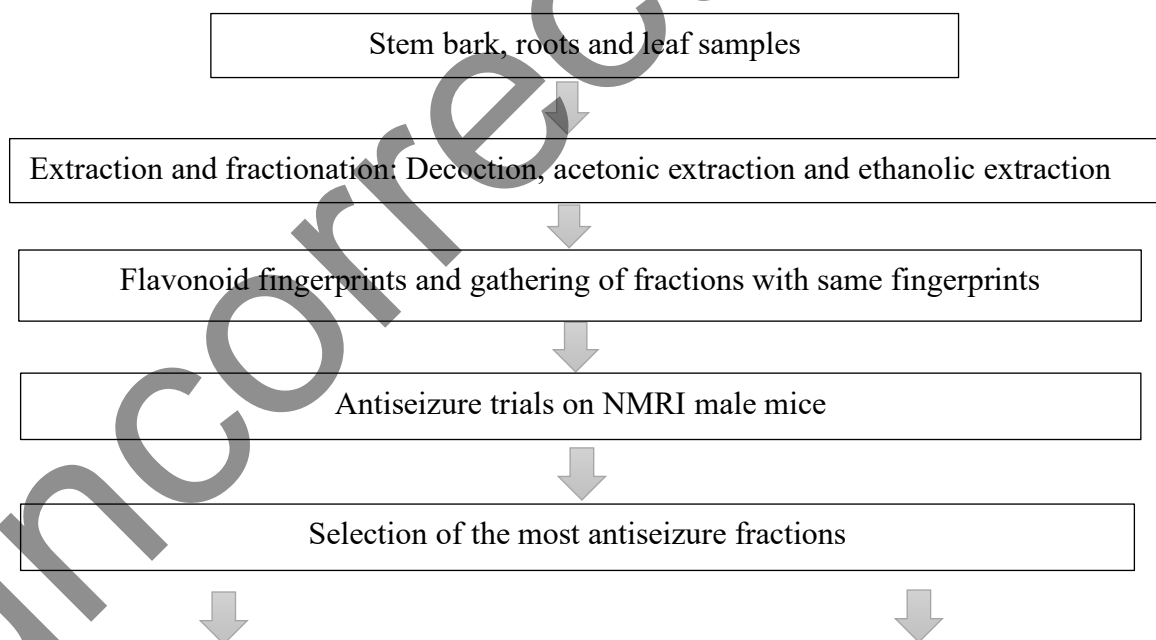 Stem bark, roots and leaf samples
Extraction and fractionation: Decoction, acetonic extraction and ethanolic extraction
Flavonoid fingerprints and gathering of fractions with same fingerprints
Antiseizure trials on NMRI male mice
Selection of the most antiseizure fractions